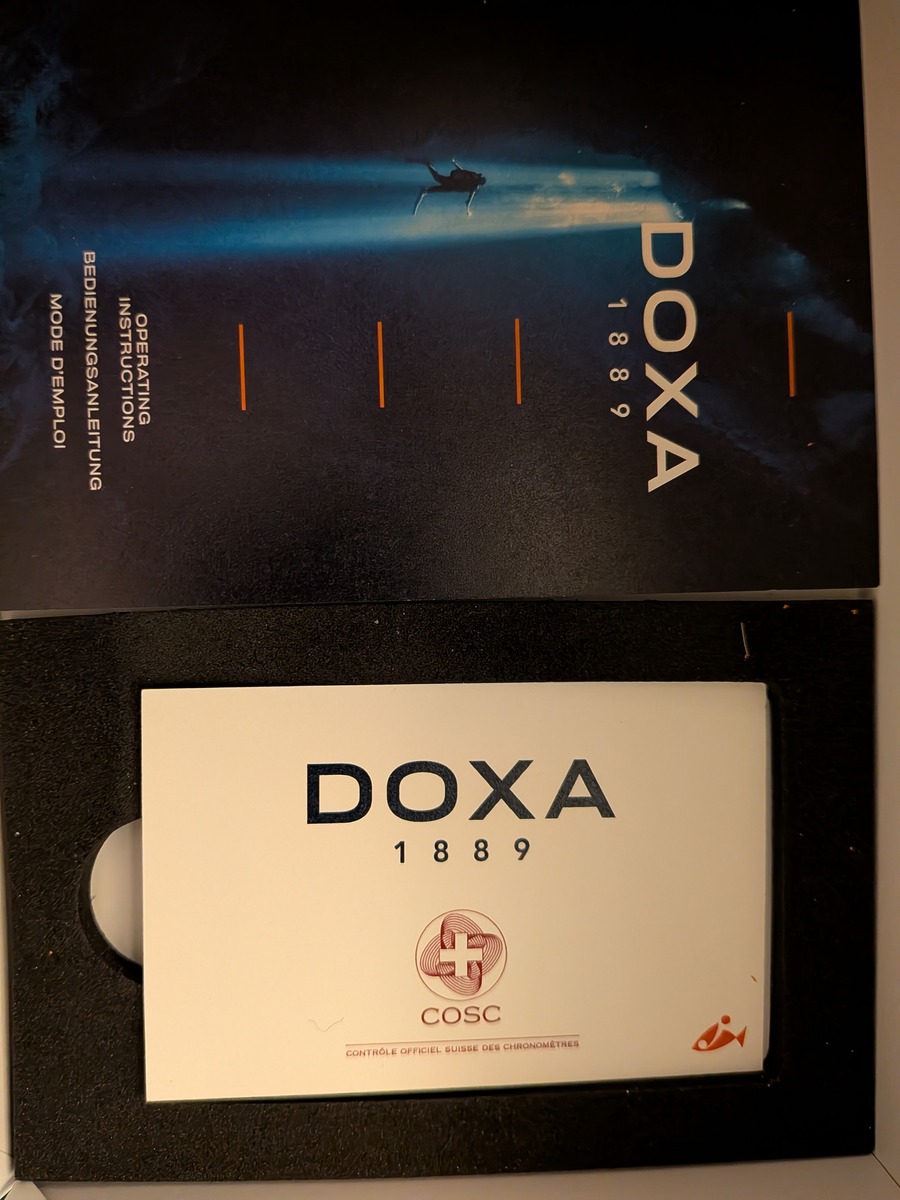 DOXA
1889
OPERATING
INSTRUCTIONS
BEDIENUNGSANLEITUNG
MODE D'EMPLOI
DOXA
1889
COSC
CONTRÔLE OFFICIEL SUISSE DES CHRONOMÈTRES